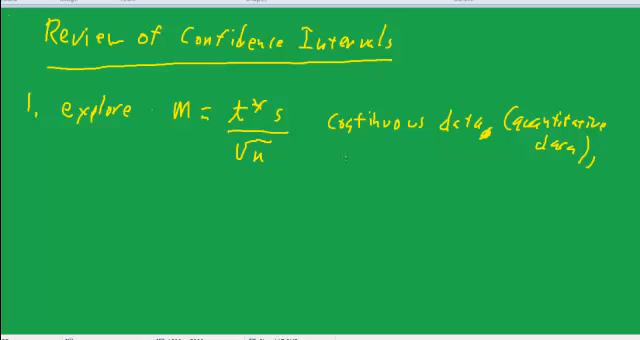 Review of Confidence Intervals
1. explore m = t* s / √n continuous data. (quantitative
data),